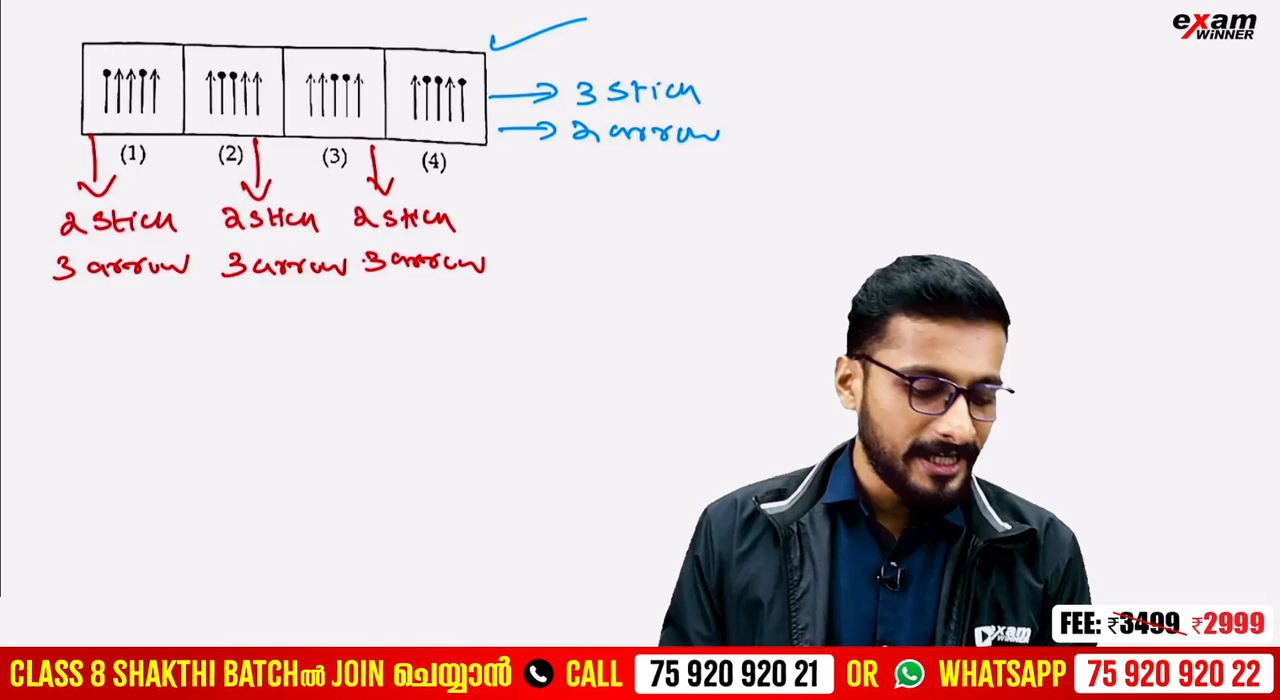 exam
WiNNER
3 stick
2 arrow
(1) (2) (3) (4)
2 stick 2 stick 2 stick
3 arrow 3 arrow 3 arrow
exam
WiNNER
FEE: ₹3499 ₹2999
CLASS 8 SHAKTHI BATCHൽ JOIN ചെയ്യാൻ CALL 75 920 920 21 OR WHATSAPP 75 920 920 22